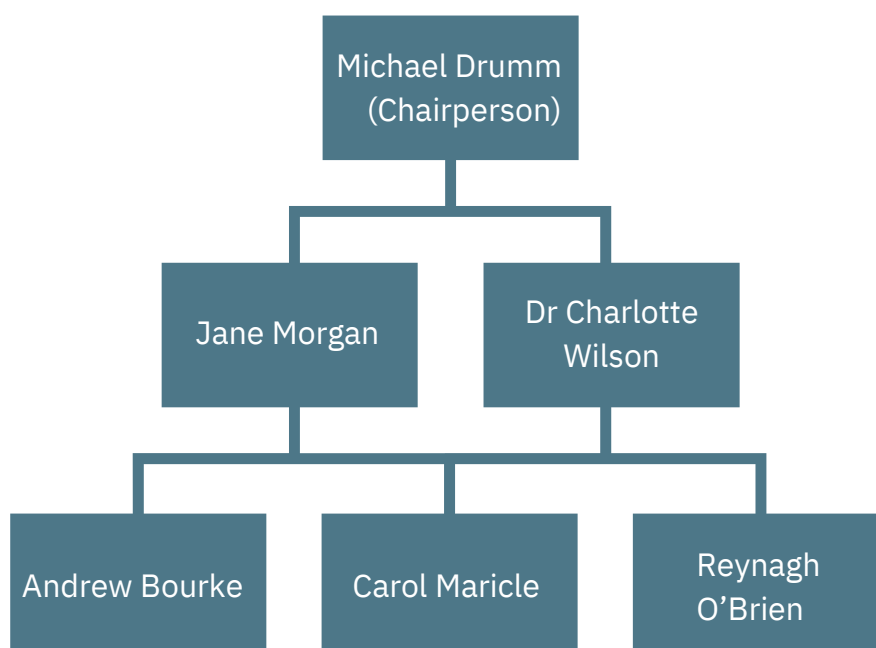 Michael Drumm
(Chairperson)
Jane Morgan
Dr Charlotte
Wilson
Andrew Bourke
Carol Maricle
Reynagh
O’Brien